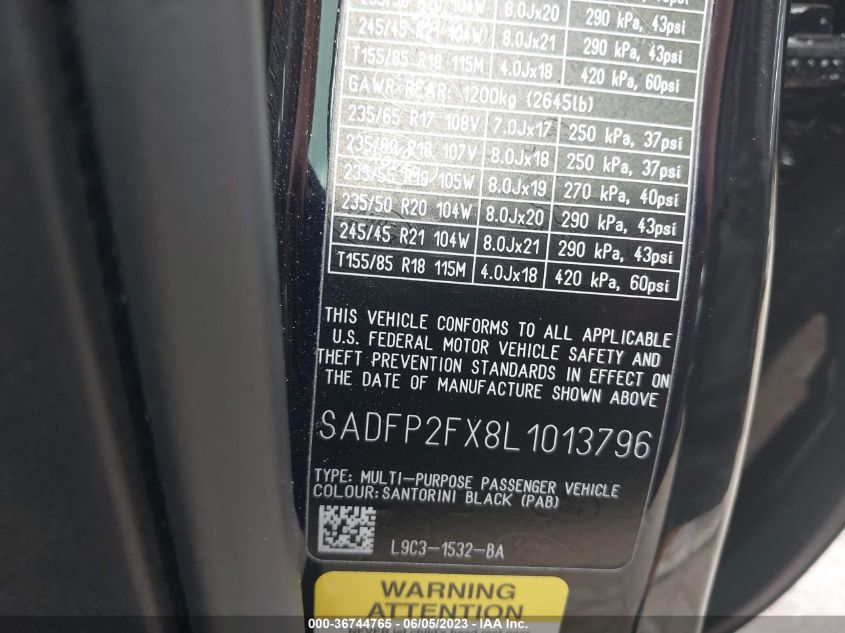 235/50 R20 104W 8.0Jx20 290 kPa, 43psi
245/45 R21 104W 8.0Jx21 290 kPa, 43psi
T155/85 R18 115M 4.0Jx18 420 kPa, 60psi
GAWR REAR: 1200kg (2645lb)
235/65 R17 108V 7.0Jx17 250 kPa, 37psi
235/60 R18 107V 8.0Jx18 250 kPa, 37psi
235/55 R19 105W 8.0Jx19 270 kPa, 40psi
235/50 R20 104W 8.0Jx20 290 kPa, 43psi
245/45 R21 104W 8.0Jx21 290 kPa, 43psi
T155/85 R18 115M 4.0Jx18 420 kPa, 60psi
THIS VEHICLE CONFORMS TO ALL APPLICABLE
U.S. FEDERAL MOTOR VEHICLE SAFETY AND
THEFT PREVENTION STANDARDS IN EFFECT ON
THE DATE OF MANUFACTURE SHOWN ABOVE
SADFP2FX8L1013796
TYPE: MULTI-PURPOSE PASSENGER VEHICLE
COLOUR:SANTORINI BLACK (PAB)
L9C3-1532-BA
WARNING
ATTENTION
000-36744765 - 06/05/2023 - IAA Inc.